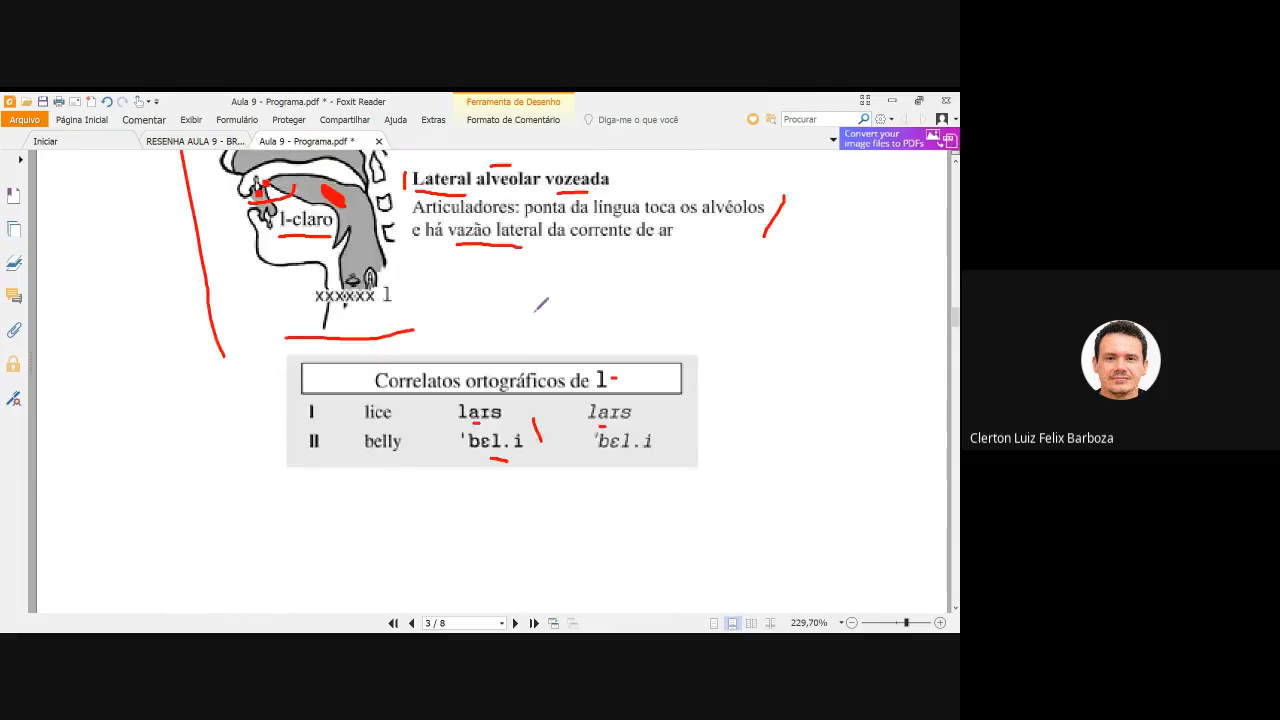 Aula 9 - Programa.pdf * - Foxit Reader
Ferramenta de Desenho
Arquivo Página Inicial Comentar Exibir Formulário Proteger Compartilhar Ajuda Extras Formato de Comentário Diga-me o que você Procurar
Iniciar RESENHA AULA 9 - BR... Aula 9 - Programa.pdf *
Convert your
image files to PDFs
Lateral alveolar vozeada
Articuladores: ponta da língua toca os alvéolos
e há vazão lateral da corrente de ar
l-claro
xxxxxx l
Correlatos ortográficos de l
I lice laɪs laɪs
II belly ˈbɛl.i ˈbɛl.i
Clerton Luiz Felix Barboza
3 / 8
229,70%